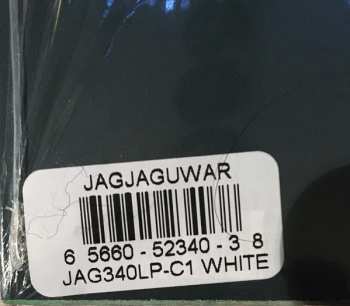 JAGJAGUWAR
6 5660 - 52340 - 3 8
JAG340LP-C1 WHITE